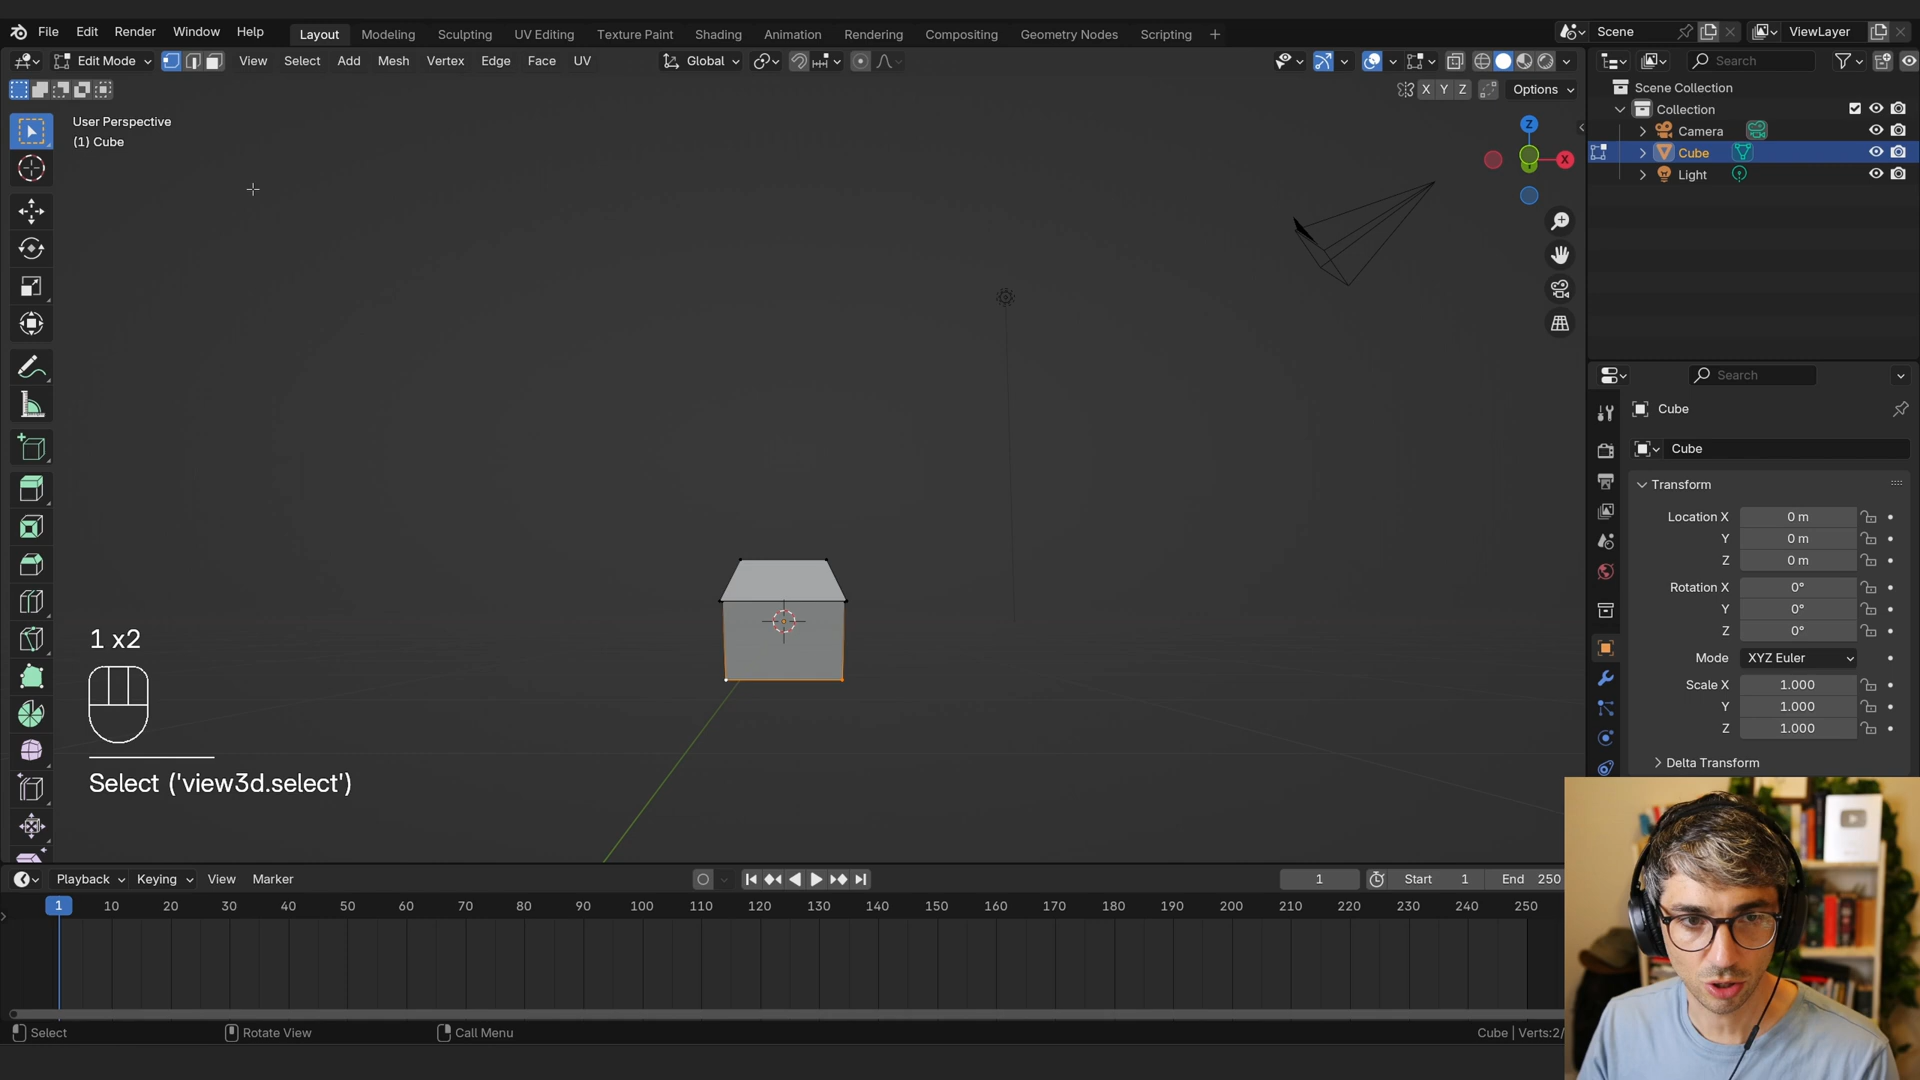 File Edit Render Window Help Layout Modeling Sculpting UV Editing Texture Paint Shading Animation Rendering Compositing Geometry Nodes Scripting + Scene ViewLayer
Edit Mode View Select Add Mesh Vertex Edge Face UV Global Search
X Y Z Options
User Perspective
(1) Cube
Z
X
Scene Collection
Collection
Camera
Cube
Light
Search
Cube
Cube
Transform
Location X 0 m
Y 0 m
Z 0 m
Rotation X 0°
Y 0°
Z 0°
Mode XYZ Euler
Scale X 1.000
Y 1.000
Z 1.000
Delta Transform
1 x2
Select ('view3d.select')
Playback Keying View Marker 1 Start 1 End 250
1 10 20 30 40 50 60 70 80 90 100 110 120 130 140 150 160 170 180 190 200 210 220 230 240 250
Select Rotate View Call Menu Cube | Verts:2/